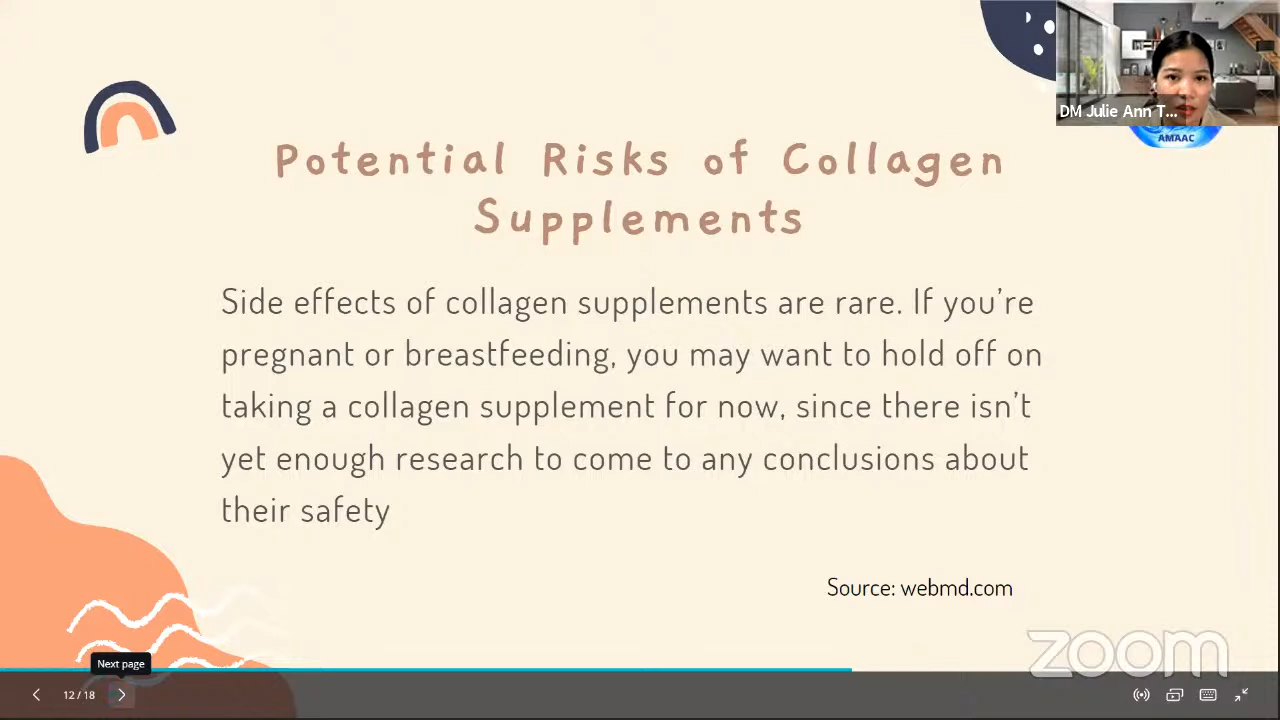 DM Julie Ann T...
AMAAC
Potential Risks of Collagen
Supplements
Side effects of collagen supplements are rare. If you’re
pregnant or breastfeeding, you may want to hold off on
taking a collagen supplement for now, since there isn’t
yet enough research to come to any conclusions about
their safety
Source: webmd.com
zoom
Next page
12 / 18